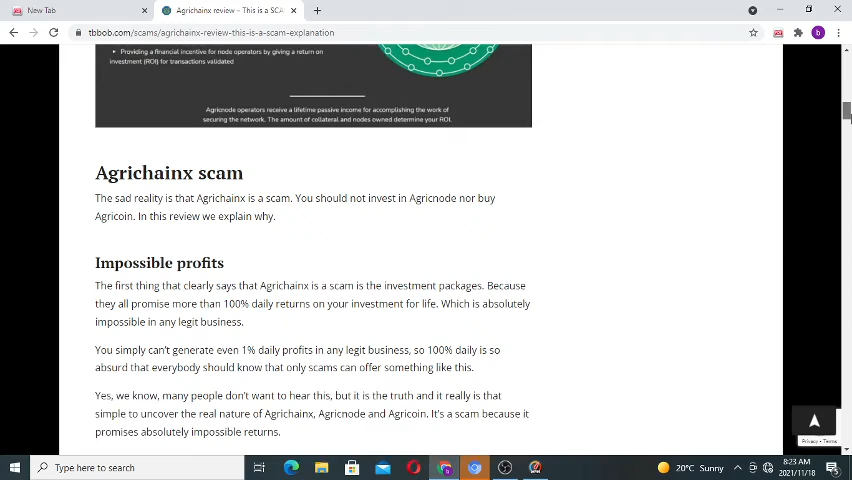 New Tab
Agrichainx review – This is a SCA
tbbob.com/scams/agrichainx-review-this-is-a-scam-explanation
Providing a financial incentive for node operators by giving a return on
investment (ROI) for transactions validated
Agricnode operators receive a lifetime passive income for accomplishing the work of
securing the network. The amount of collateral and nodes owned determine your ROI.
Agrichainx scam
The sad reality is that Agrichainx is a scam. You should not invest in Agricnode nor buy
Agricoin. In this review we explain why.
Impossible profits
The first thing that clearly says that Agrichainx is a scam is the investment packages. Because
they all promise more than 100% daily returns on your investment for life. Which is absolutely
impossible in any legit business.
You simply can't generate even 1% daily profits in any legit business, so 100% daily is so
absurd that everybody should know that only scams can offer something like this.
Yes, we know, many people don't want to hear this, but it is the truth and it really is that
simple to uncover the real nature of Agrichainx, Agricnode and Agricoin. It's a scam because it
promises absolutely impossible returns.
Privacy - Terms
Type here to search
20°C Sunny
8:23 AM
2021/11/18